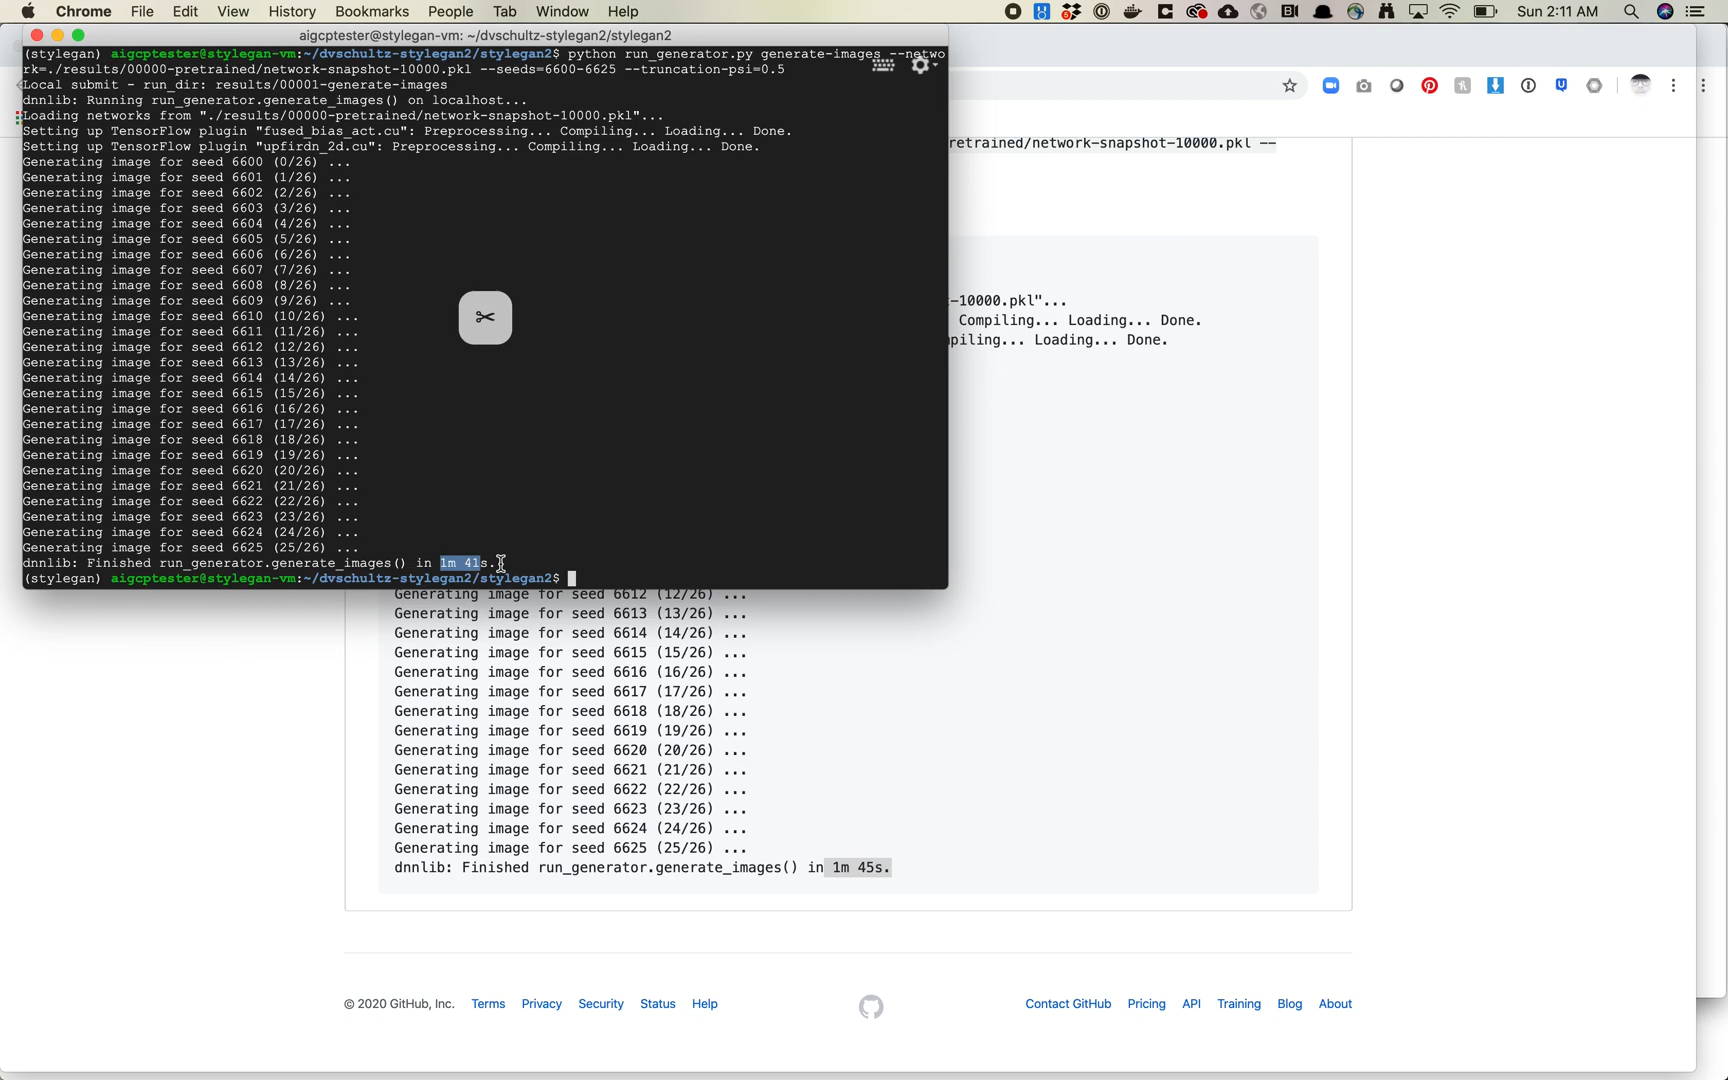 Chrome File Edit View History Bookmarks People Tab Window Help Sun 2:11 AM
aigcptester@stylegan-vm: ~/dvschultz-stylegan2/stylegan2
(stylegan) aigcptester@stylegan-vm:~/dvschultz-stylegan2/stylegan2$ python run_generator.py generate-images --netwo
rk=./results/00000-pretrained/network-snapshot-10000.pkl --seeds=6600-6625 --truncation-psi=0.5
Local submit - run_dir: results/00001-generate-images
dnnlib: Running run_generator.generate_images() on localhost...
Loading networks from "./results/00000-pretrained/network-snapshot-10000.pkl"...
Setting up TensorFlow plugin "fused_bias_act.cu": Preprocessing... Compiling... Loading... Done.
Setting up TensorFlow plugin "upfirdn_2d.cu": Preprocessing... Compiling... Loading... Done.
Generating image for seed 6600 (0/26) ...
Generating image for seed 6601 (1/26) ...
Generating image for seed 6602 (2/26) ...
Generating image for seed 6603 (3/26) ...
Generating image for seed 6604 (4/26) ...
Generating image for seed 6605 (5/26) ...
Generating image for seed 6606 (6/26) ...
Generating image for seed 6607 (7/26) ...
Generating image for seed 6608 (8/26) ...
Generating image for seed 6609 (9/26) ...
Generating image for seed 6610 (10/26) ...
Generating image for seed 6611 (11/26) ...
Generating image for seed 6612 (12/26) ...
Generating image for seed 6613 (13/26) ...
Generating image for seed 6614 (14/26) ...
Generating image for seed 6615 (15/26) ...
Generating image for seed 6616 (16/26) ...
Generating image for seed 6617 (17/26) ...
Generating image for seed 6618 (18/26) ...
Generating image for seed 6619 (19/26) ...
Generating image for seed 6620 (20/26) ...
Generating image for seed 6621 (21/26) ...
Generating image for seed 6622 (22/26) ...
Generating image for seed 6623 (23/26) ...
Generating image for seed 6624 (24/26) ...
Generating image for seed 6625 (25/26) ...
dnnlib: Finished run_generator.generate_images() in 1m 41s.
(stylegan) aigcptester@stylegan-vm:~/dvschultz-stylegan2/stylegan2$
retrained/network-snapshot-10000.pkl --
-10000.pkl"...
Compiling... Loading... Done.
piling... Loading... Done.
Generating image for seed 6612 (12/26) ...
Generating image for seed 6613 (13/26) ...
Generating image for seed 6614 (14/26) ...
Generating image for seed 6615 (15/26) ...
Generating image for seed 6616 (16/26) ...
Generating image for seed 6617 (17/26) ...
Generating image for seed 6618 (18/26) ...
Generating image for seed 6619 (19/26) ...
Generating image for seed 6620 (20/26) ...
Generating image for seed 6621 (21/26) ...
Generating image for seed 6622 (22/26) ...
Generating image for seed 6623 (23/26) ...
Generating image for seed 6624 (24/26) ...
Generating image for seed 6625 (25/26) ...
dnnlib: Finished run_generator.generate_images() in 1m 45s.
© 2020 GitHub, Inc. Terms Privacy Security Status Help Contact GitHub Pricing API Training Blog About